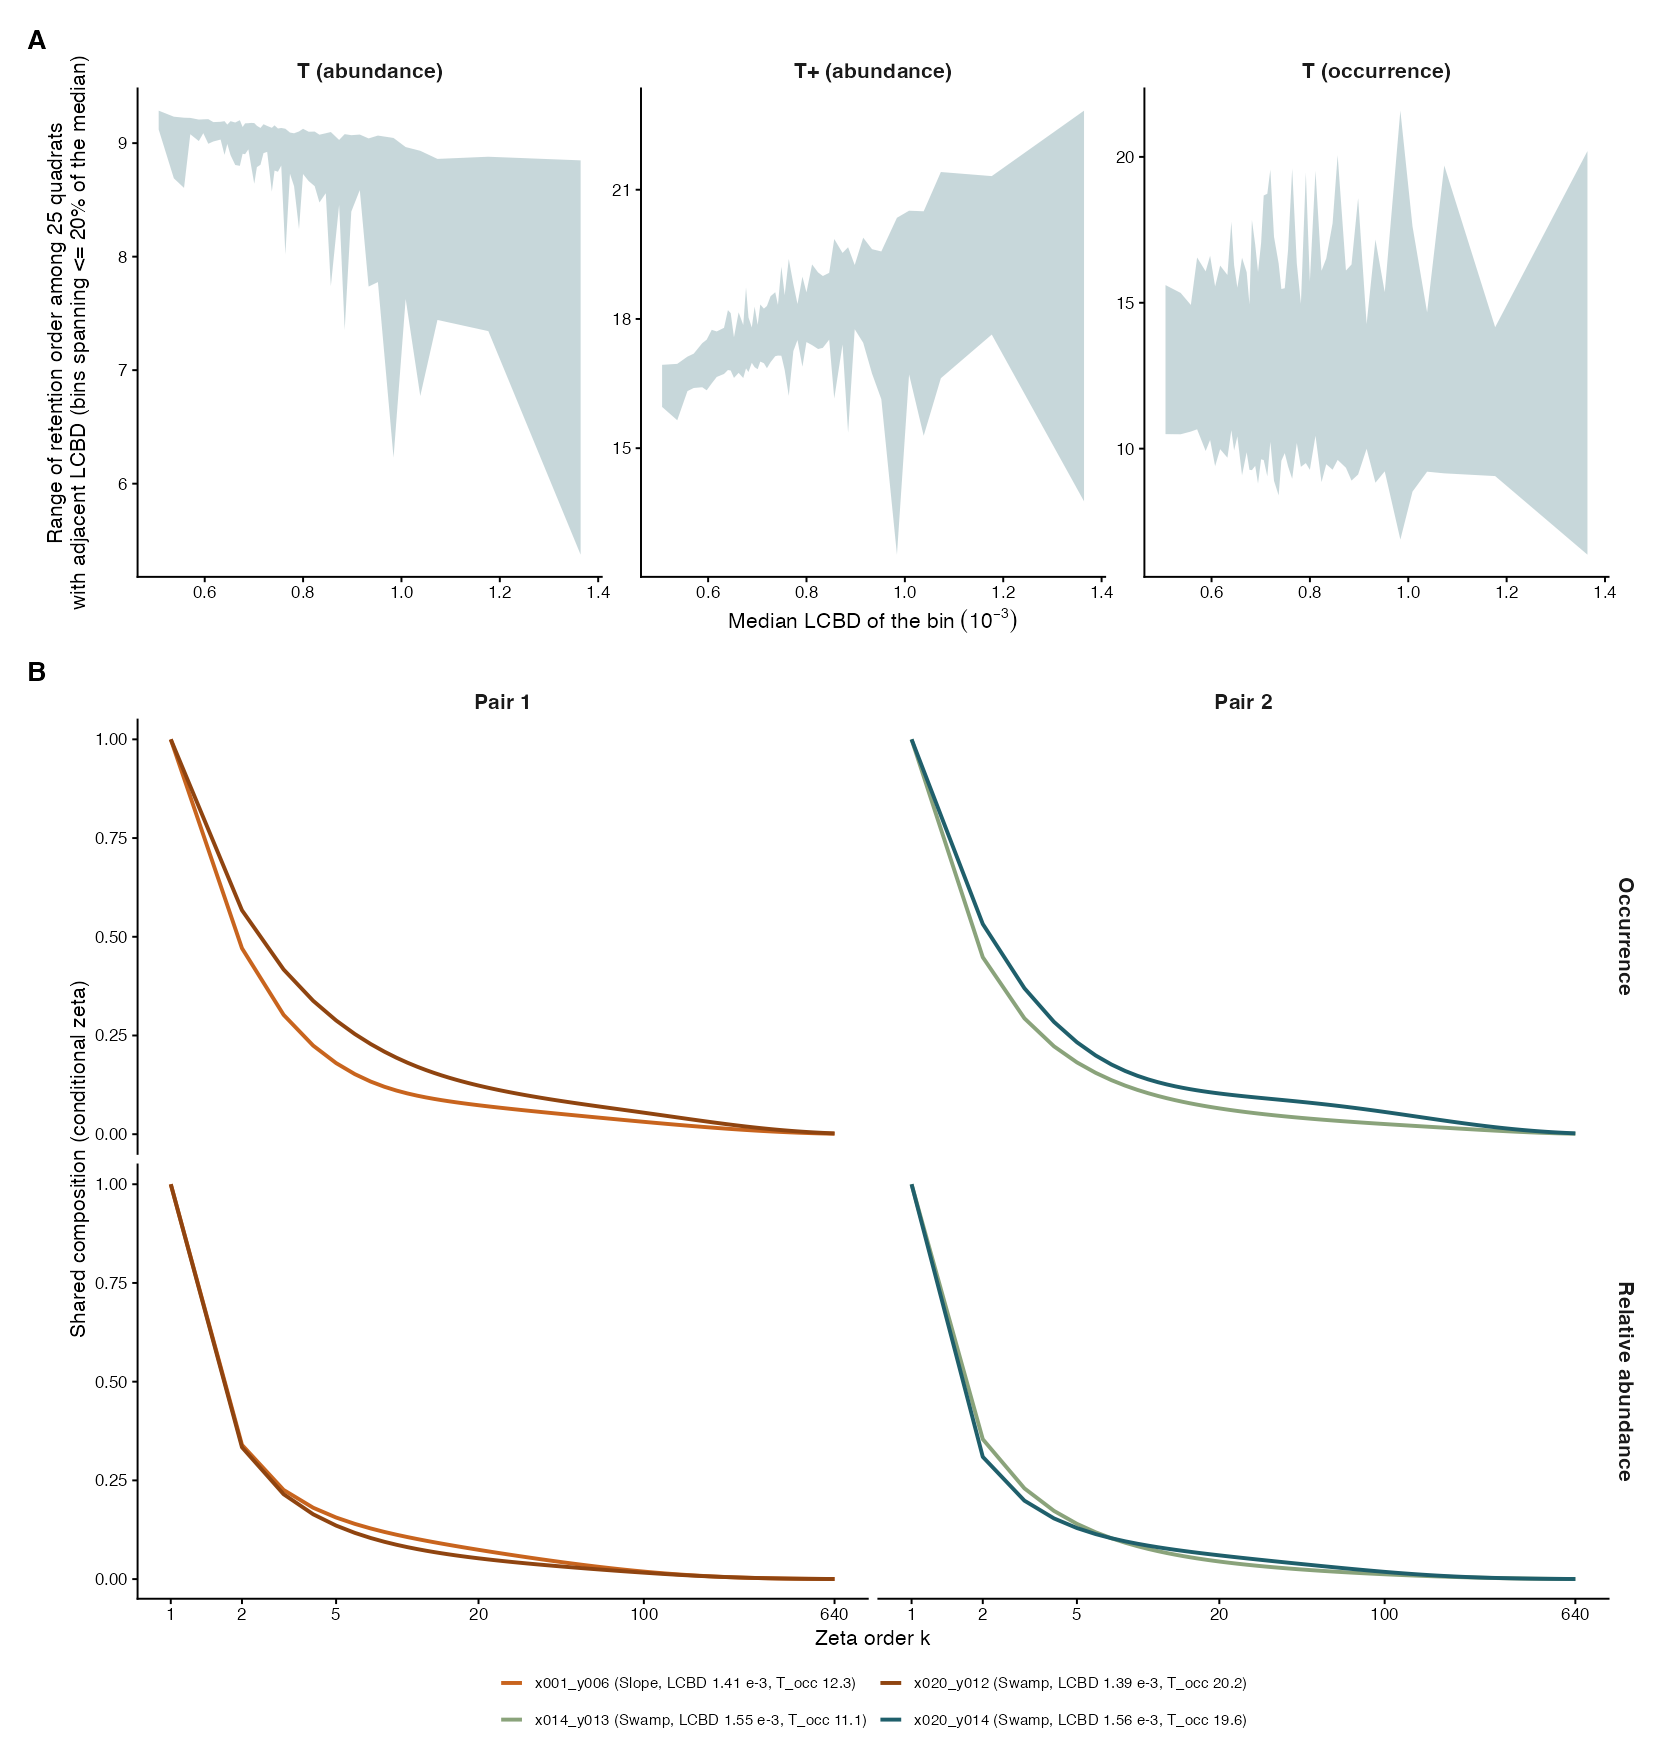 A
T (abundance)
T+ (abundance)
T (occurrence)
Range of retention order among 25 quadrats
with adjacent LCBD (bins spanning <= 20% of the median)
9
8
7
6
21
18
15
20
15
10
0.6 0.8 1.0 1.2 1.4
0.6 0.8 1.0 1.2 1.4
0.6 0.8 1.0 1.2 1.4
Median LCBD of the bin (10⁻³)
B
Pair 1
Pair 2
Shared composition (conditional zeta)
1.00
0.75
0.50
0.25
0.00
Occurrence
1.00
0.75
0.50
0.25
0.00
Relative abundance
1 2 5 20 100 640
1 2 5 20 100 640
Zeta order k
x001_y006 (Slope, LCBD 1.41 e-3, T_occ 12.3)
x020_y012 (Swamp, LCBD 1.39 e-3, T_occ 20.2)
x014_y013 (Swamp, LCBD 1.55 e-3, T_occ 11.1)
x020_y014 (Swamp, LCBD 1.56 e-3, T_occ 19.6)